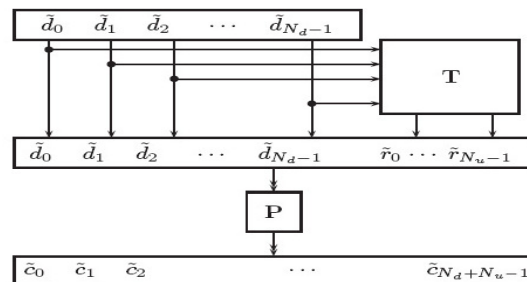 d̃₀ d̃₁ d̃₂ ⋯ d̃_{N_d−1}
T
d̃₀ d̃₁ d̃₂ ⋯ d̃_{N_d−1} r̃₀ ⋯ r̃_{N_u−1}
P
c̃₀ c̃₁ c̃₂ ⋯ c̃_{N_d+N_u−1}